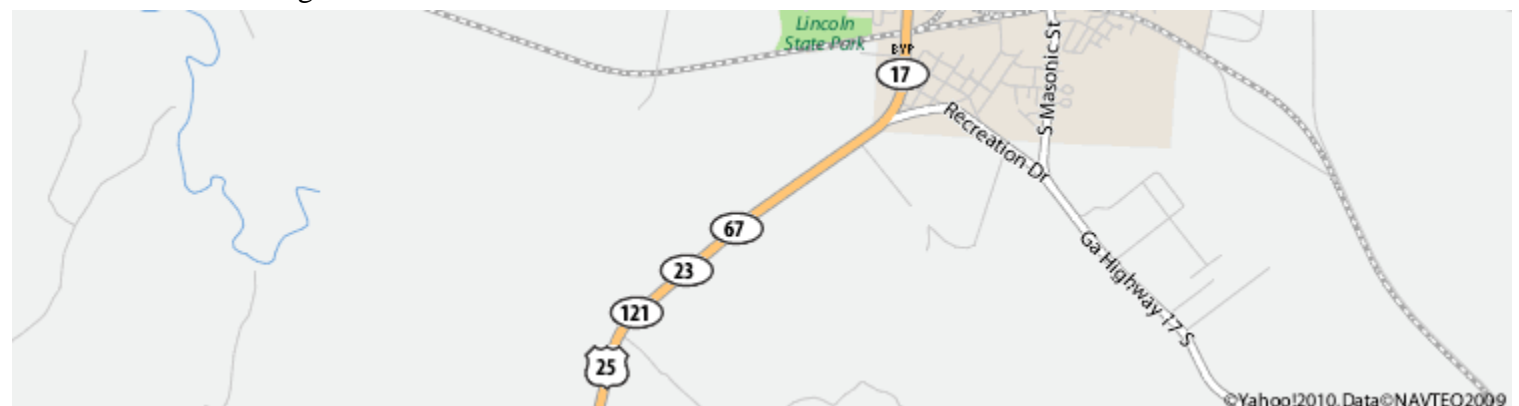 Lincoln
State Park
BYP
17
S Masonic St
Recreation Dr
67
Ga Highway 17 S
23
121
25
©Yahoo!2010, Data©NAVTEQ2009